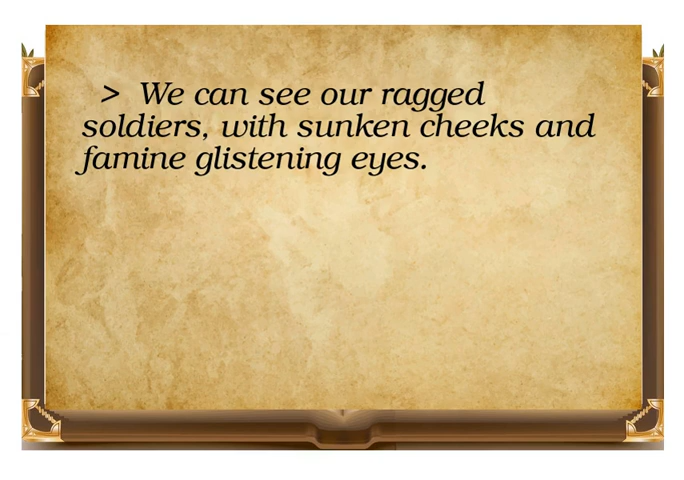 > We can see our ragged
soldiers, with sunken cheeks and
famine glistening eyes.